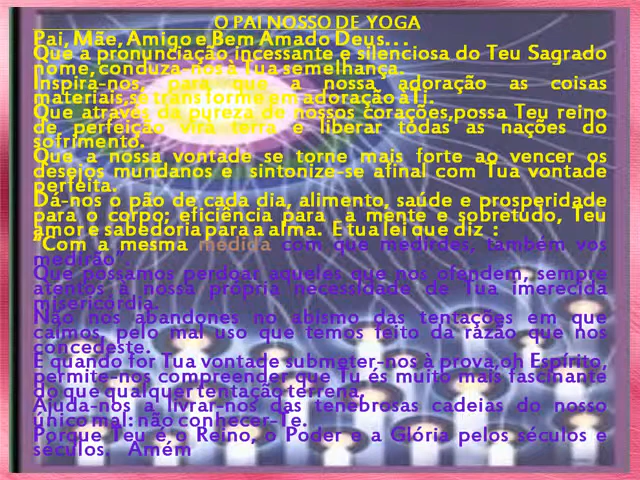 O PAI NOSSO DE YOGA
Pai, Mãe, Amigo e Bem Amado Deus. . .
Que a pronunciação incessante e silenciosa do Teu Sagrado
nome, conduza-nos à Tua semelhança.
Inspira-nos, para que a nossa adoração as coisas
materiais,se trans forme em adoração à Ti.
Que através da pureza de nossos corações,possa Teu reino
de perfeição vira terra e liberar todas as nações do
sofrimento.
Que a nossa vontade se torne mais forte ao vencer os
desejos mundanos e sintonize-se afinal com Tua vontade
perfeita.
Dá-nos o pão de cada dia, alimento, saúde e prosperidade
para o corpo; eficiência para a mente e sobretudo, Teu
amor e sabedoria para a alma. E tua lei que diz :
"Com a mesma medida com que medirdes, também vos
medirão".
Que possamos perdoar aqueles que nos ofendem, sempre
atentos à nossa própria necessidade de Tua imerecida
misericórdia.
Não nos abandones no abismo das tentações em que
caímos, pelo mal uso que temos feito da razão que nos
concedeste.
E quando for Tua vontade submeter-nos à prova,oh Espírito,
permite-nos compreender que Tu és muito mais fascinante
do que qualquer tentação terrena.
Ajuda-nos a livrar-nos das tenebrosas cadeias do nosso
único mal: não conhecer-Te.
Porque Teu é o Reino, o Poder e a Glória pelos séculos e
séculos. Amém